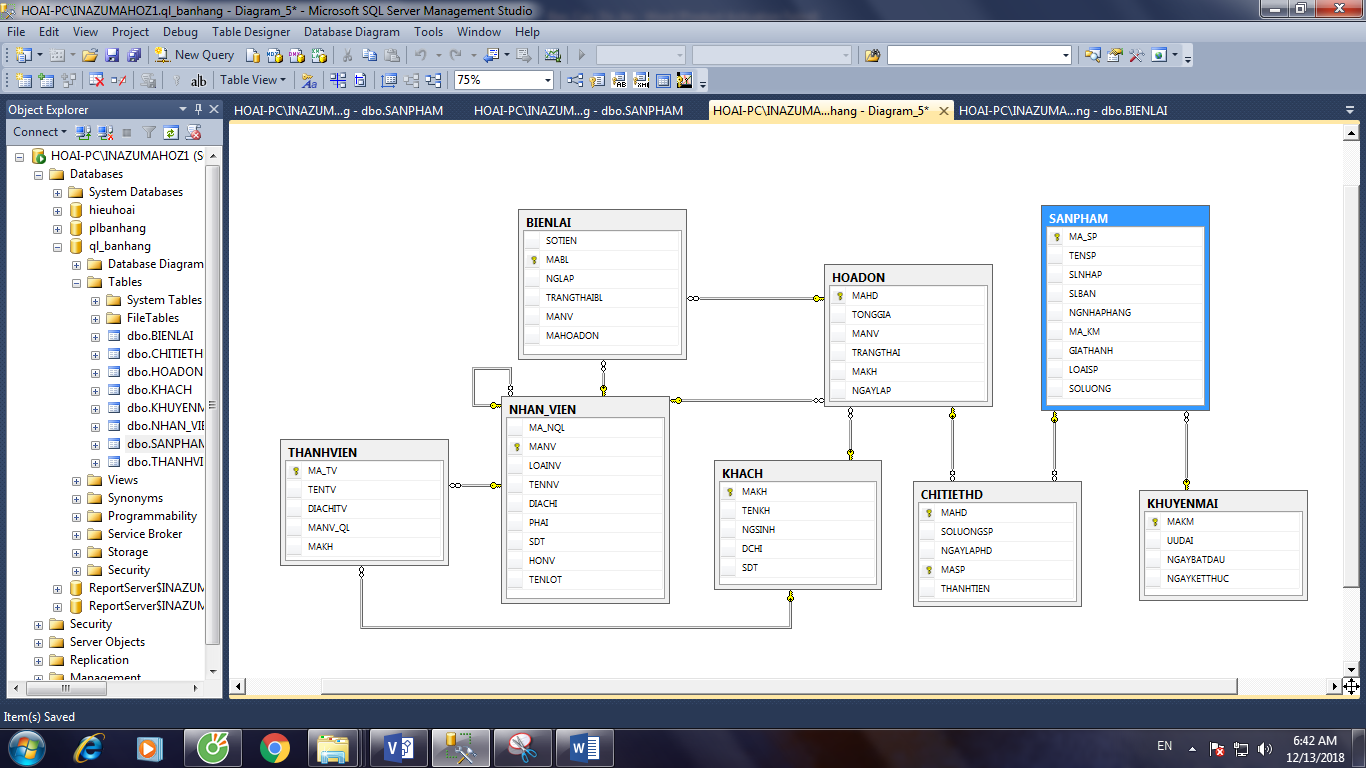 HOAI-PC\INAZUMAHOZ1.ql_banhang - Diagram_5* - Microsoft SQL Server Management Studio
File Edit View Project Debug Table Designer Database Diagram Tools Window Help
New Query
Table View 75%
Object Explorer
Connect
HOAI-PC\INAZUMAHOZ1 (S
Databases
System Databases
hieuhoai
plbanhang
ql_banhang
Database Diagram
Tables
System Tables
FileTables
dbo.BIENLAI
dbo.CHITIETH
dbo.HOADON
dbo.KHACH
dbo.KHUYENM
dbo.NHAN_VIE
dbo.SANPHAM
dbo.THANHVI
Views
Synonyms
Programmability
Service Broker
Storage
Security
ReportServer$INAZUM
ReportServer$INAZUM
Security
Server Objects
Replication
Management
HOAI-PC\INAZUM...g - dbo.SANPHAM
HOAI-PC\INAZUM...g - dbo.SANPHAM
HOAI-PC\INAZUMA...hang - Diagram_5*
HOAI-PC\INAZUMA...ng - dbo.BIENLAI
BIENLAI
SOTIEN
MABL
NGLAP
TRANGTHAIBL
MANV
MAHOADON
HOADON
MAHD
TONGGIA
MANV
TRANGTHAI
MAKH
NGAYLAP
SANPHAM
MA_SP
TENSP
SLNHAP
SLBAN
NGNHAPHANG
MA_KM
GIATHANH
LOAISP
SOLUONG
THANHVIEN
MA_TV
TENTV
DIACHITV
MANV_QL
MAKH
NHAN_VIEN
MA_NQL
MANV
LOAINV
TENNV
DIACHI
PHAI
SDT
HONV
TENLOT
KHACH
MAKH
TENKH
NGSINH
DCHI
SDT
CHITIETHD
MAHD
SOLUONGSP
NGAYLAPHD
MASP
THANHTIEN
KHUYENMAI
MAKM
UUDAI
NGAYBATDAU
NGAYKETTHUC
Item(s) Saved
EN
6:42 AM
12/13/2018